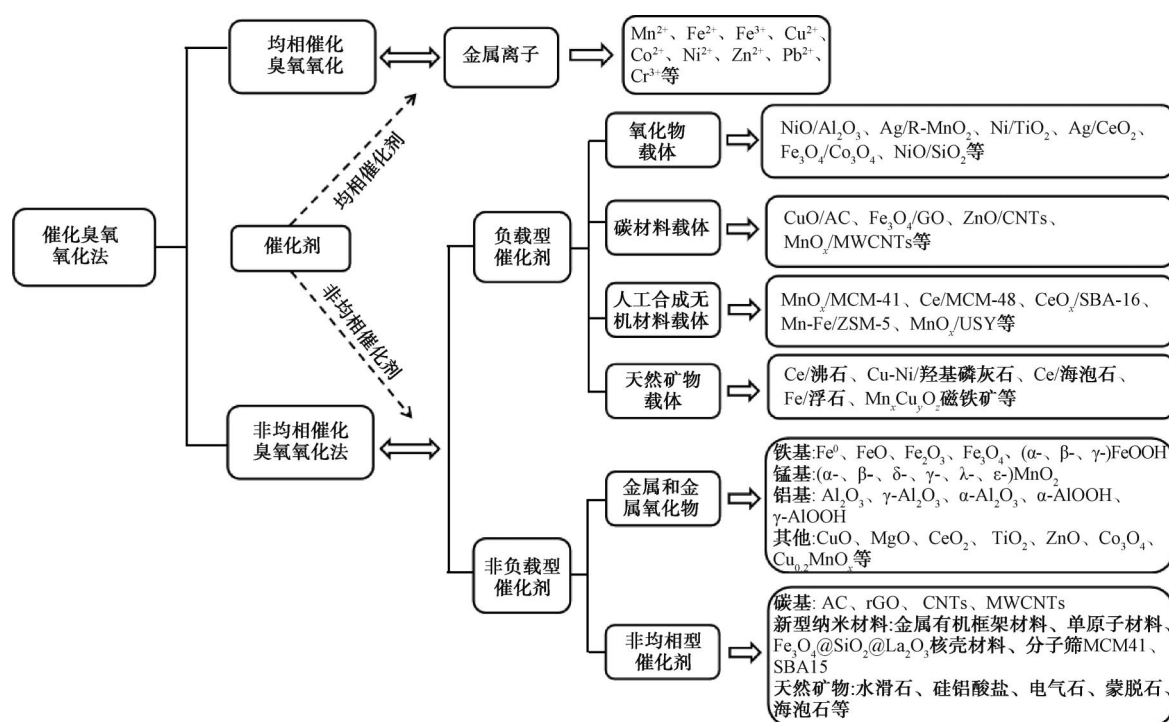 催化臭氧
氧化法
均相催化
臭氧氧化
金属离子
Mn²⁺、Fe²⁺、Fe³⁺、Cu²⁺、
Co²⁺、Ni²⁺、Zn²⁺、Pb²⁺、
Cr³⁺等
催化剂
均相催化剂
非均相催化剂
非均相催化
臭氧氧化法
负载型
催化剂
氧化物
载体
NiO/Al₂O₃、Ag/R-MnO₂、Ni/TiO₂、Ag/CeO₂、
Fe₃O₄/Co₃O₄、NiO/SiO₂等
碳材料载体
CuO/AC、Fe₃O₄/GO、ZnO/CNTs、
MnOₓ/MWCNTs等
人工合成无
机材料载体
MnOₓ/MCM-41、Ce/MCM-48、CeOₓ/SBA-16、
Mn-Fe/ZSM-5、MnOₓ/USY等
天然矿物
载体
Ce/沸石、Cu-Ni/羟基磷灰石、Ce/海泡石、
Fe/浮石、MnₓCuᵧO₂磁铁矿等
非负载型
催化剂
金属和金
属氧化物
铁基:Fe⁰、FeO、Fe₂O₃、Fe₃O₄、(α-、β-、γ-)FeOOH
锰基:(α-、β-、δ-、γ-、λ-、ε-)MnO₂
铝基: Al₂O₃、γ-Al₂O₃、α-Al₂O₃、α-AlOOH、
γ-AlOOH
其他:CuO、MgO、CeO₂、TiO₂、ZnO、Co₃O₄、
Cu₀.₂MnOₓ等
非均相型
催化剂
碳基: AC、rGO、CNTs、MWCNTs
新型纳米材料:金属有机框架材料、单原子材料、
Fe₃O₄@SiO₂@La₂O₃核壳材料、分子筛MCM41、
SBA15
天然矿物:水滑石、硅铝酸盐、电气石、蒙脱石、
海泡石等